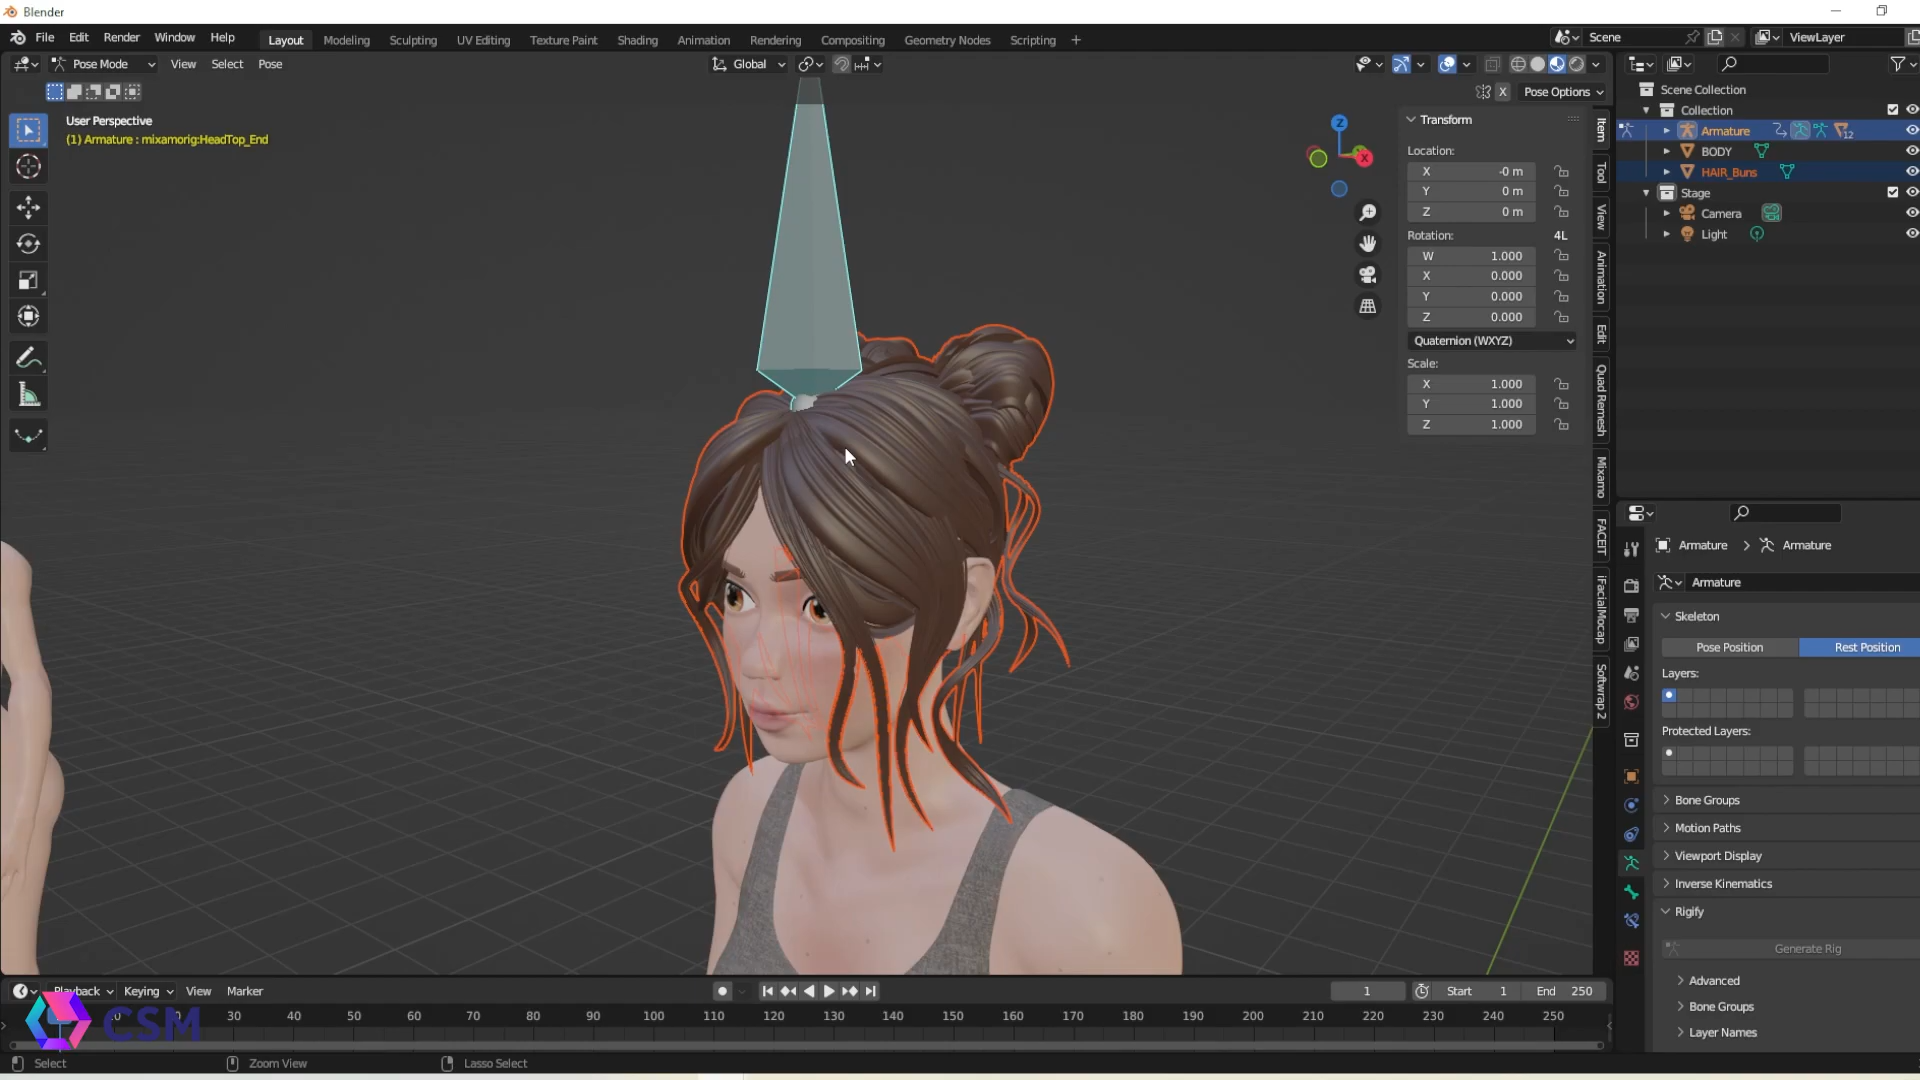 Blender
File Edit Render Window Help Layout Modeling Sculpting UV Editing Texture Paint Shading Animation Rendering Compositing Geometry Nodes Scripting + Scene ViewLayer
Pose Mode View Select Pose Global
X Pose Options
User Perspective
(1) Armature : mixamorig:HeadTop_End
Transform
Location:
X -0 m
Y 0 m
Z 0 m
Rotation: 4L
W 1.000
X 0.000
Y 0.000
Z 0.000
Quaternion (WXYZ)
Scale:
X 1.000
Y 1.000
Z 1.000
Z
X
Item
Tool
View
Animation
Edit
Quad Remesh
Mixamo
FACEIT
iFacialMocap
Softwrap 2
Scene Collection
Collection
Armature 12
BODY
HAIR_Buns
Stage
Camera
Light
Armature > Armature
Armature
Skeleton
Pose Position Rest Position
Layers:
Protected Layers:
Bone Groups
Motion Paths
Viewport Display
Inverse Kinematics
Rigify
Generate Rig
Advanced
Bone Groups
Layer Names
Playback Keying View Marker 1 Start 1 End 250
30 40 50 60 70 80 90 100 110 120 130 140 150 160 170 180 190 200 210 220 230 240 250
CSM
Select Zoom View Lasso Select